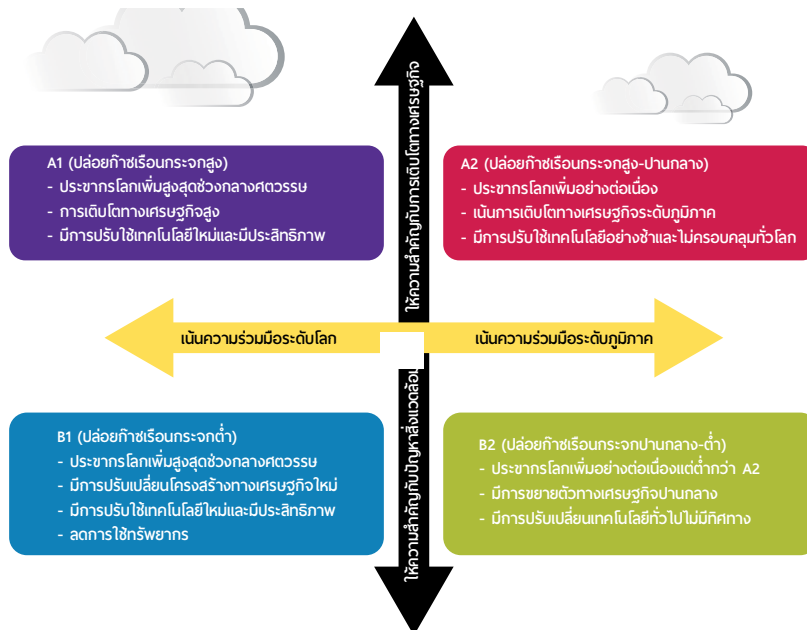 ให้ความสำคัญกับการเติบโตทางเศรษฐกิจ
A1 (ปล่อยก๊าซเรือนกระจกสูง)
- ประชากรโลกเพิ่มสูงสุดช่วงกลางศตวรรษ
- การเติบโตทางเศรษฐกิจสูง
- มีการปรับใช้เทคโนโลยีใหม่และมีประสิทธิภาพ
A2 (ปล่อยก๊าซเรือนกระจกสูง-ปานกลาง)
- ประชากรโลกเพิ่มอย่างต่อเนื่อง
- เน้นการเติบโตทางเศรษฐกิจระดับภูมิภาค
- มีการปรับใช้เทคโนโลยีอย่างช้าและไม่ครอบคลุมทั่วโลก
เน้นความร่วมมือระดับโลก
เน้นความร่วมมือระดับภูมิภาค
ให้ความสำคัญกับปัญหาสิ่งแวดล้อม
B1 (ปล่อยก๊าซเรือนกระจกต่ำ)
- ประชากรโลกเพิ่มสูงสุดช่วงกลางศตวรรษ
- มีการปรับเปลี่ยนโครงสร้างทางเศรษฐกิจใหม่
- มีการปรับใช้เทคโนโลยีใหม่และมีประสิทธิภาพ
- ลดการใช้ทรัพยากร
B2 (ปล่อยก๊าซเรือนกระจกปานกลาง-ต่ำ)
- ประชากรโลกเพิ่มอย่างต่อเนื่องแต่ต่ำกว่า A2
- มีการขยายตัวทางเศรษฐกิจปานกลาง
- มีการปรับเปลี่ยนเทคโนโลยีทั่วไปไม่มีทิศทาง